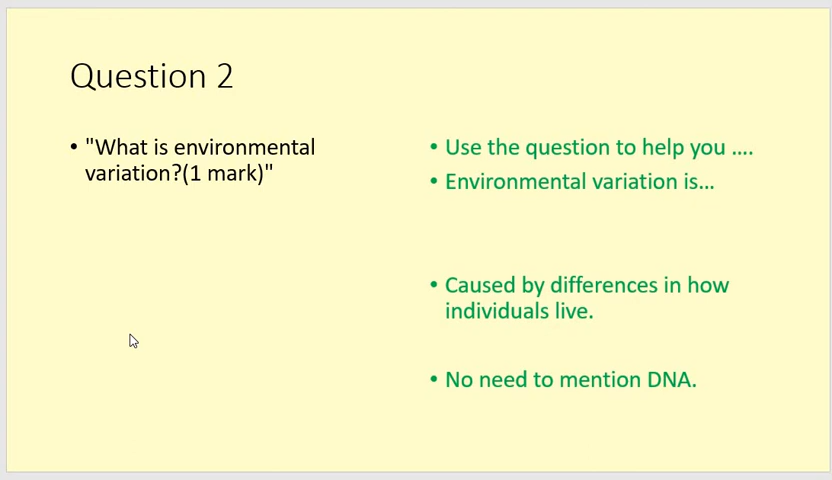 Question 2
• "What is environmental
variation?(1 mark)"
• Use the question to help you ....
• Environmental variation is...
• Caused by differences in how
individuals live.
• No need to mention DNA.